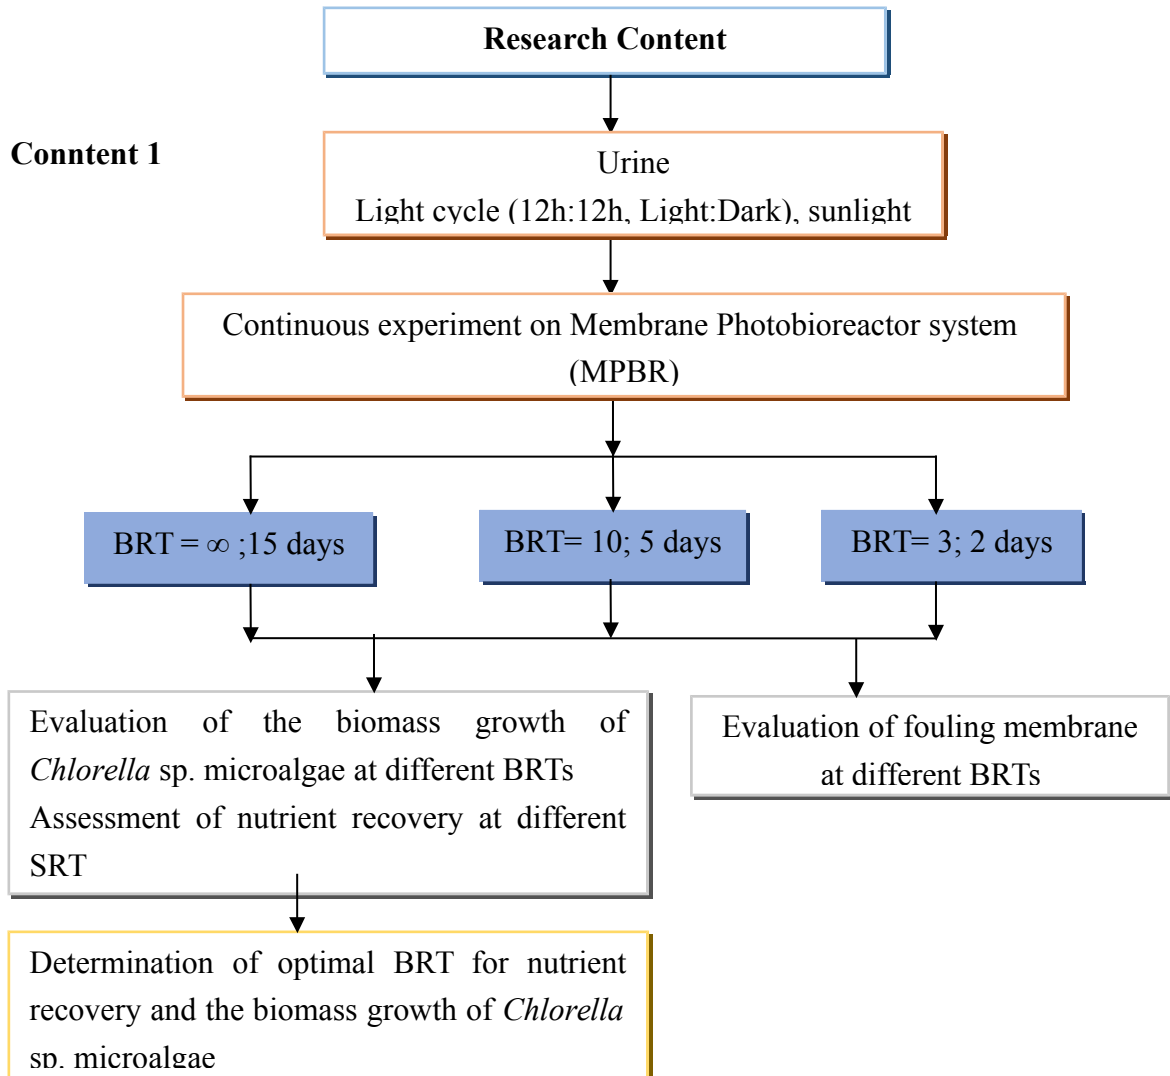 Research Content
Conntent 1
Urine
Light cycle (12h:12h, Light:Dark), sunlight
Continuous experiment on Membrane Photobioreactor system
(MPBR)
BRT = ∞ ;15 days
BRT= 10; 5 days
BRT= 3; 2 days
Evaluation of the biomass growth of
Chlorella sp. microalgae at different BRTs
Assessment of nutrient recovery at different
SRT
Evaluation of fouling membrane
at different BRTs
Determination of optimal BRT for nutrient
recovery and the biomass growth of Chlorella
sp. microalgae